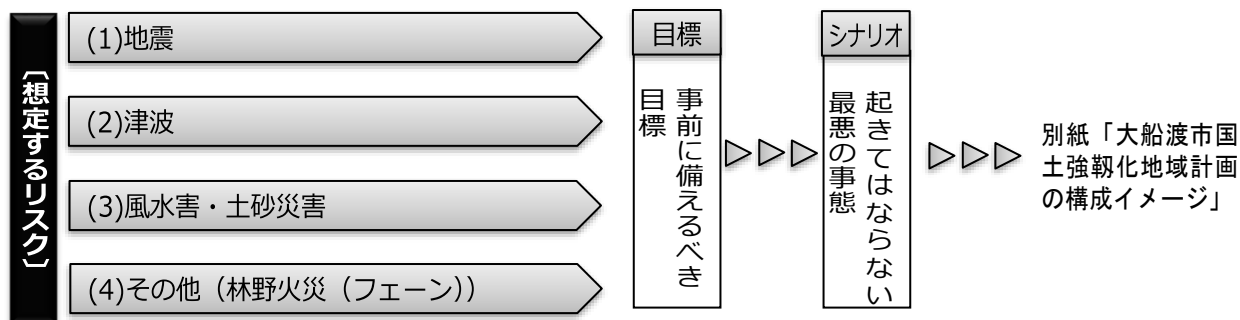 〔想定するリスク〕
(1)地震
(2)津波
(3)風水害・土砂災害
(4)その他（林野火災（フェーン））
目標
事前に備えるべき
目標
シナリオ
起きてはならない
最悪の事態
別紙「大船渡市国
土強靱化地域計画
の構成イメージ」